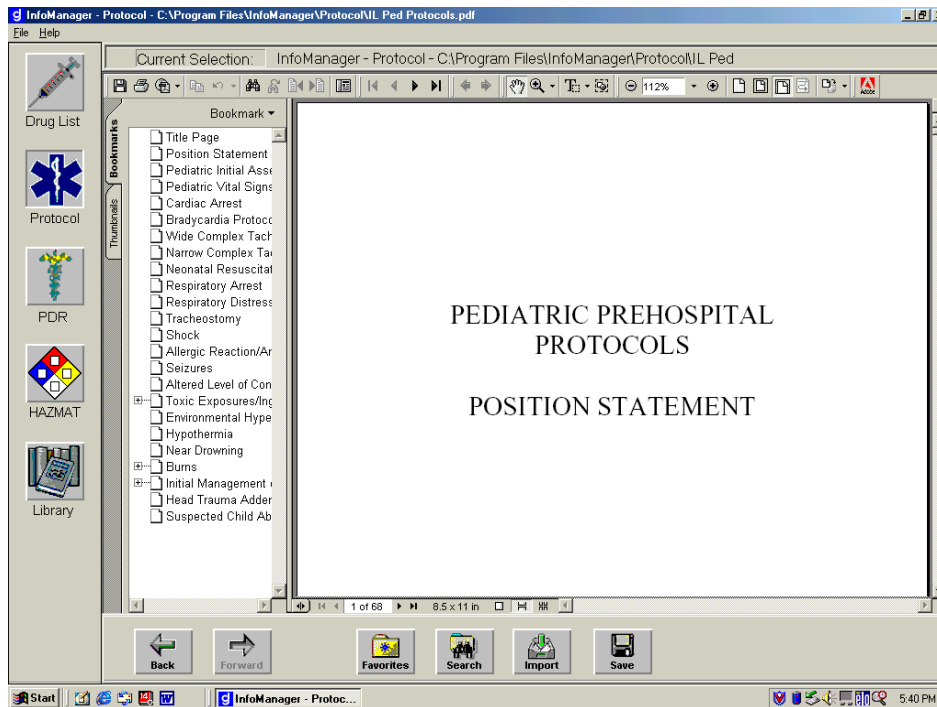 InfoManager - Protocol - C:\Program Files\InfoManager\Protocol\IL Ped Protocols.pdf
File Help
Current Selection: InfoManager - Protocol - C:\Program Files\InfoManager\Protocol\IL Ped
112%
Drug List
Protocol
PDR
HAZMAT
Library
Bookmarks
Thumbnails
Bookmark
Title Page
Position Statement
Pediatric Initial Asse
Pediatric Vital Signs
Cardiac Arrest
Bradycardia Protoco
Wide Complex Tach
Narrow Complex Ta
Neonatal Resuscitat
Respiratory Arrest
Respiratory Distress
Tracheostomy
Shock
Allergic Reaction/An
Seizures
Altered Level of Con
Toxic Exposures/Ing
Environmental Hype
Hypothermia
Near Drowning
Burns
Initial Management
Head Trauma Adden
Suspected Child Ab
PEDIATRIC PREHOSPITAL
PROTOCOLS
POSITION STATEMENT
1 of 68 8.5 x 11 in
Back Forward Favorites Search Import Save
Start InfoManager - Protoc... 5:40 PM